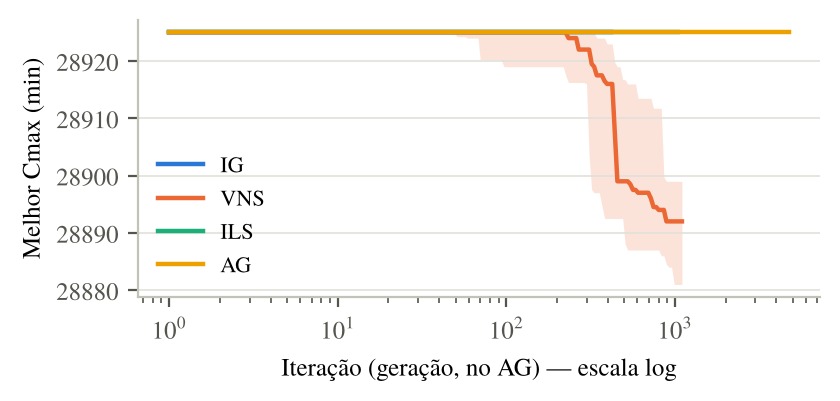 Melhor Cmax (min)
28920
28910
28900
28890
28880
IG
VNS
ILS
AG
10⁰
10¹
10²
10³
Iteração (geração, no AG) — escala log